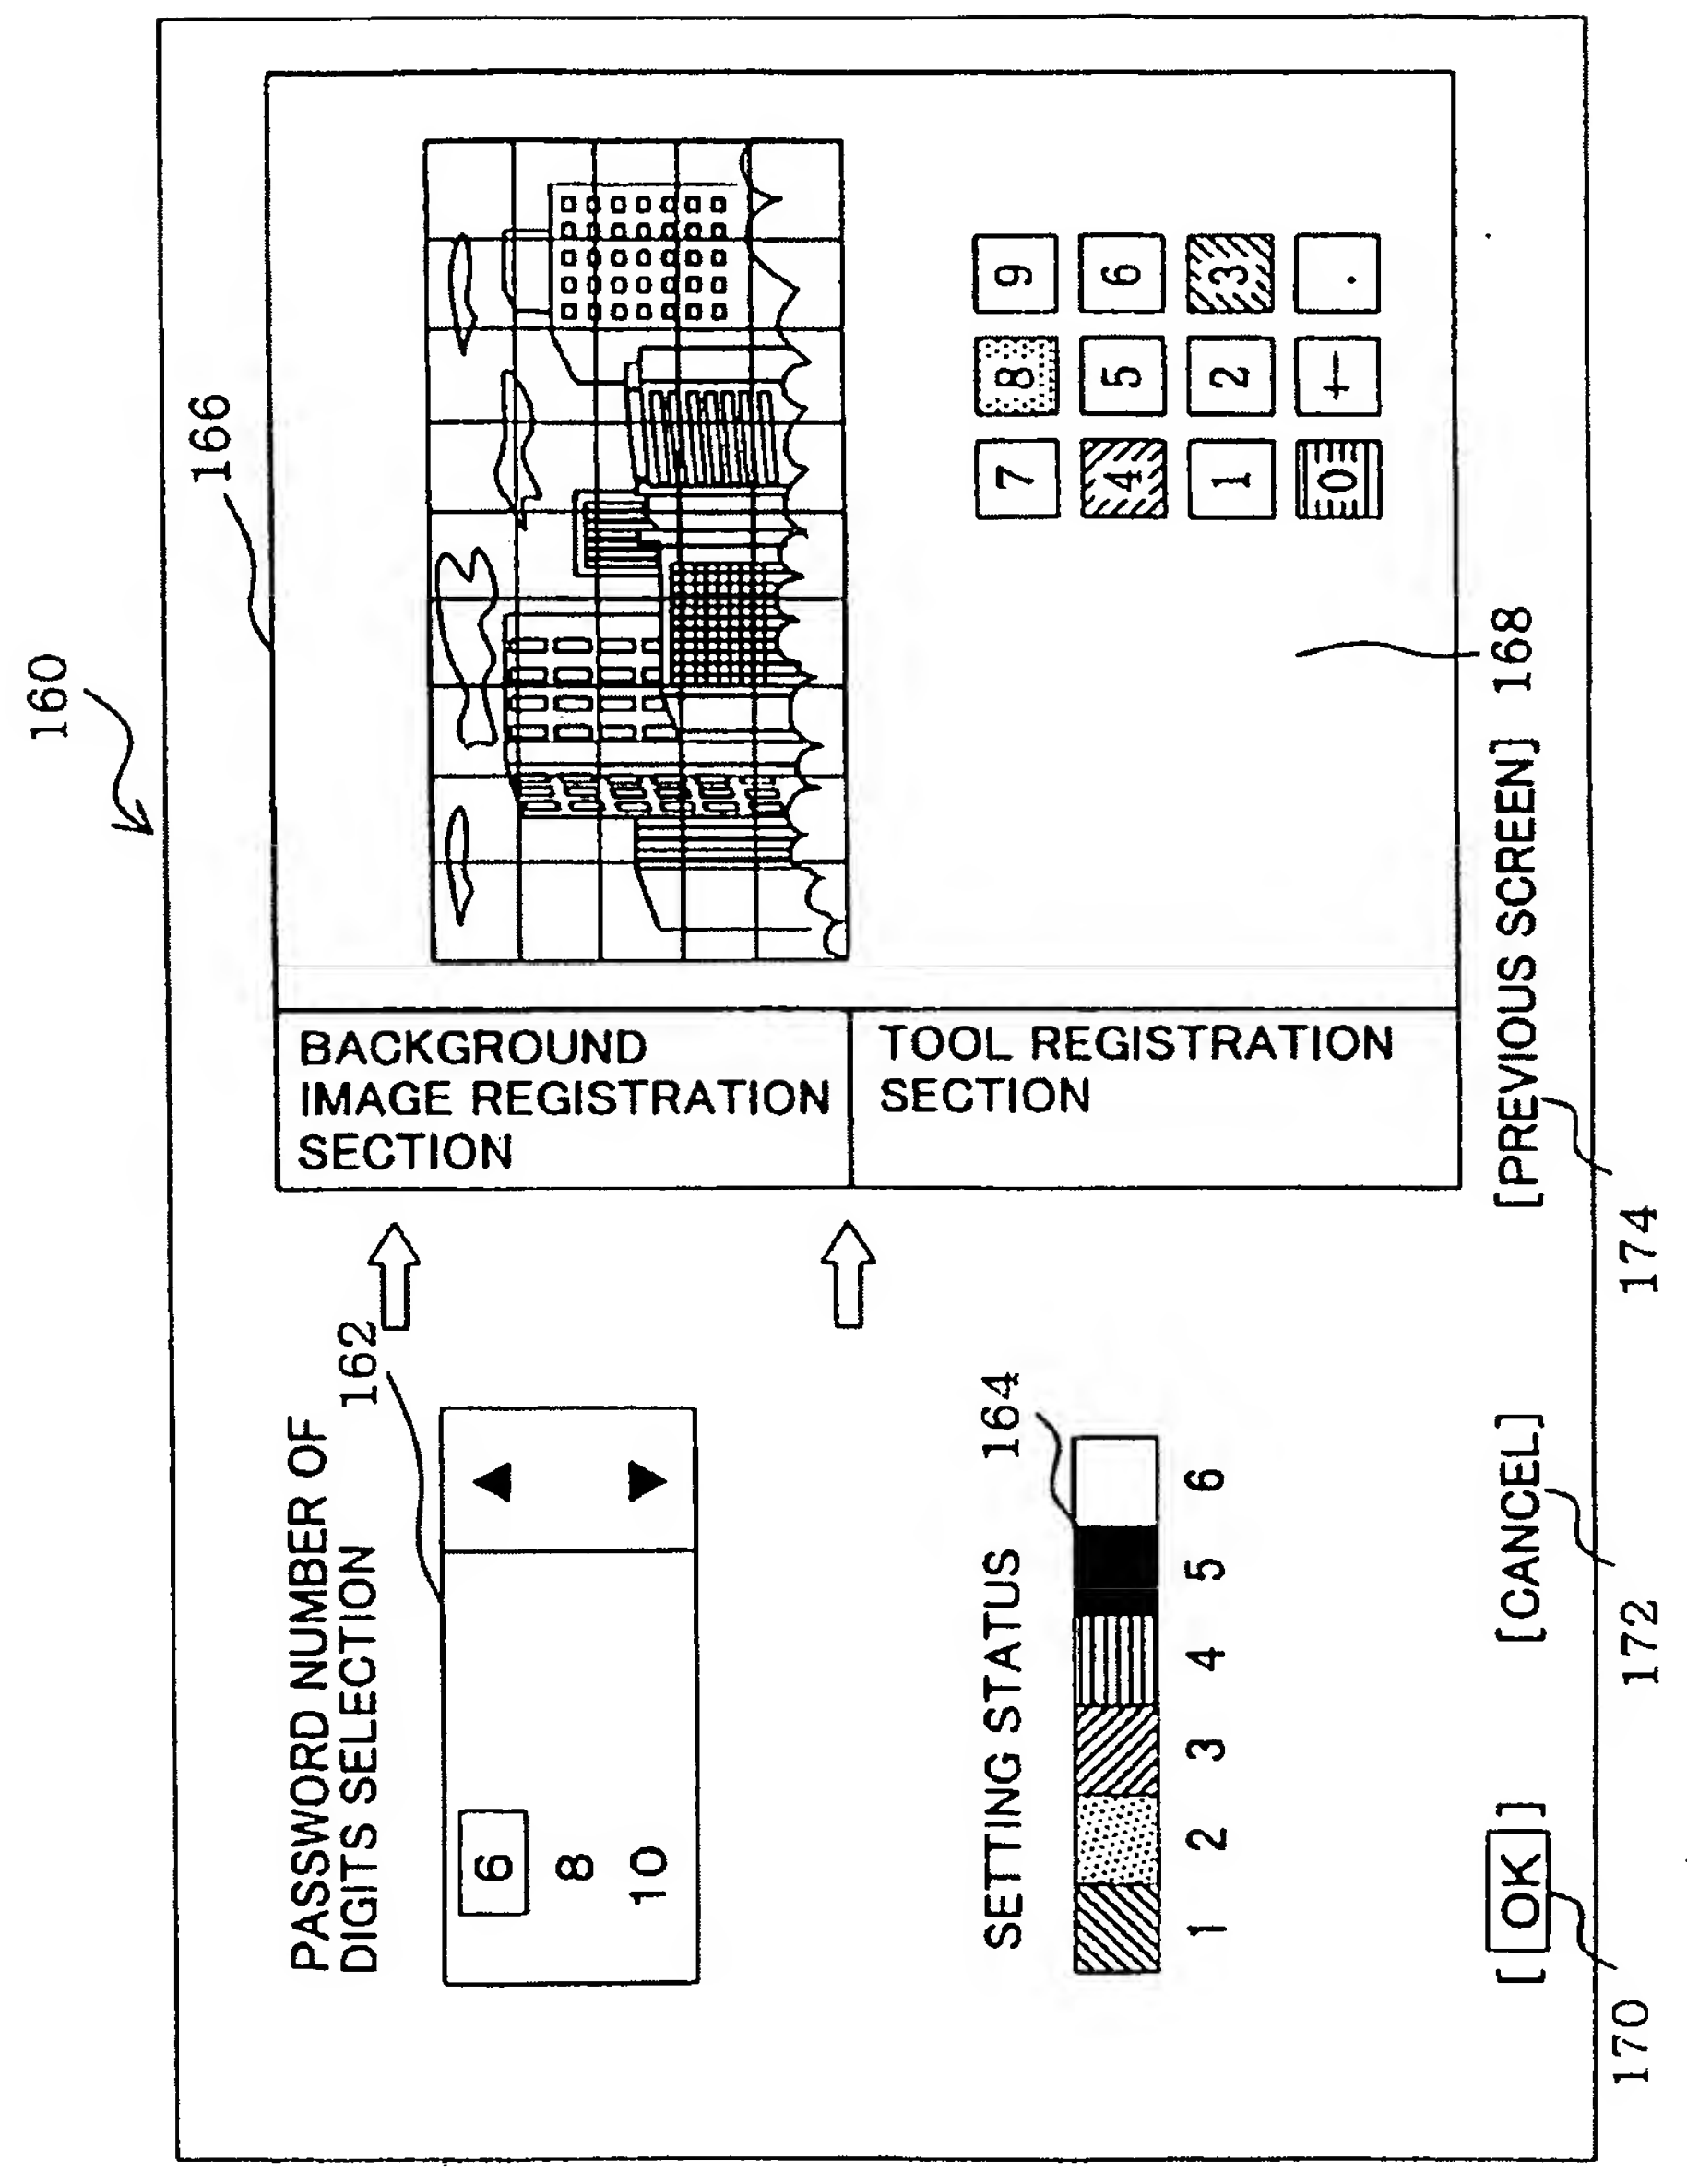 160
PASSWORD NUMBER OF
DIGITS SELECTION
162
6
8
10
▲
▼
166
BACKGROUND
IMAGE REGISTRATION
SECTION
SETTING STATUS
164
1 2 3 4 5 6
TOOL REGISTRATION
SECTION
7 8 9
4 5 6
1 2 3
0 + .
168
[OK]
[CANCEL]
[PREVIOUS SCREEN]
170
172
174